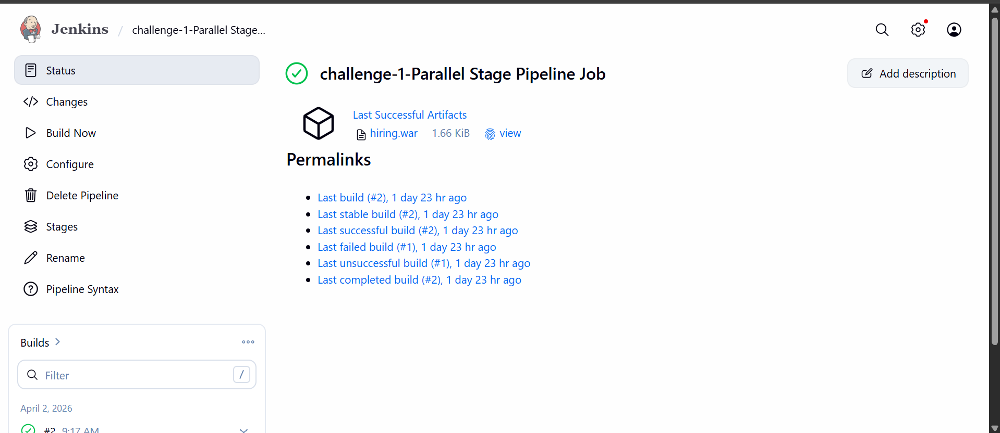 Jenkins / challenge-1-Parallel Stage...
Status
Changes
Build Now
Configure
Delete Pipeline
Stages
Rename
Pipeline Syntax
Builds
Filter /
April 2, 2026
#2 9:17 AM
challenge-1-Parallel Stage Pipeline Job
Add description
Last Successful Artifacts
hiring.war 1.66 KiB view
Permalinks
Last build (#2), 1 day 23 hr ago
Last stable build (#2), 1 day 23 hr ago
Last successful build (#2), 1 day 23 hr ago
Last failed build (#1), 1 day 23 hr ago
Last unsuccessful build (#1), 1 day 23 hr ago
Last completed build (#2), 1 day 23 hr ago